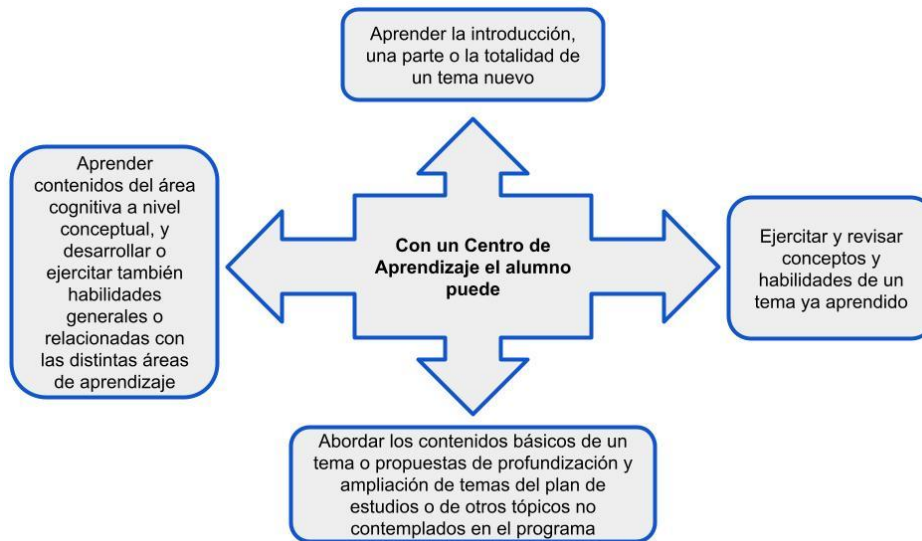 Aprender la introducción,
una parte o la totalidad de
un tema nuevo
Aprender
contenidos del área
cognitiva a nivel
conceptual, y
desarrollar o
ejercitar también
habilidades
generales o
relacionadas con
las distintas áreas
de aprendizaje
Con un Centro de
Aprendizaje el alumno
puede
Ejercitar y revisar
conceptos y
habilidades de un
tema ya aprendido
Abordar los contenidos básicos de un
tema o propuestas de profundización y
ampliación de temas del plan de
estudios o de otros tópicos no
contemplados en el programa